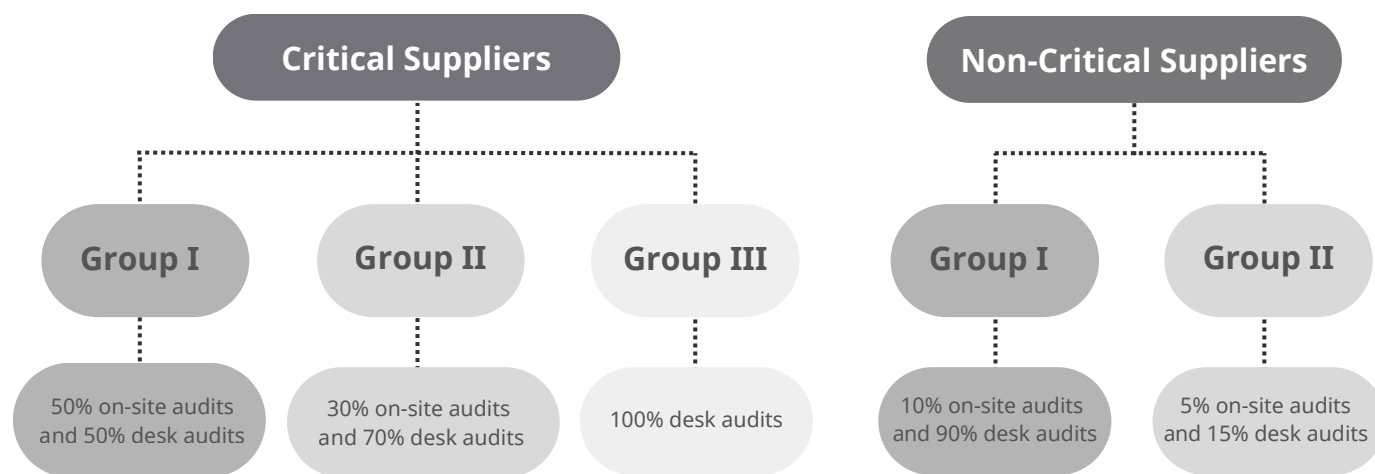 Critical Suppliers
Non-Critical Suppliers
Group I
Group II
Group III
Group I
Group II
50% on-site audits
and 50% desk audits
30% on-site audits
and 70% desk audits
100% desk audits
10% on-site audits
and 90% desk audits
5% on-site audits
and 15% desk audits